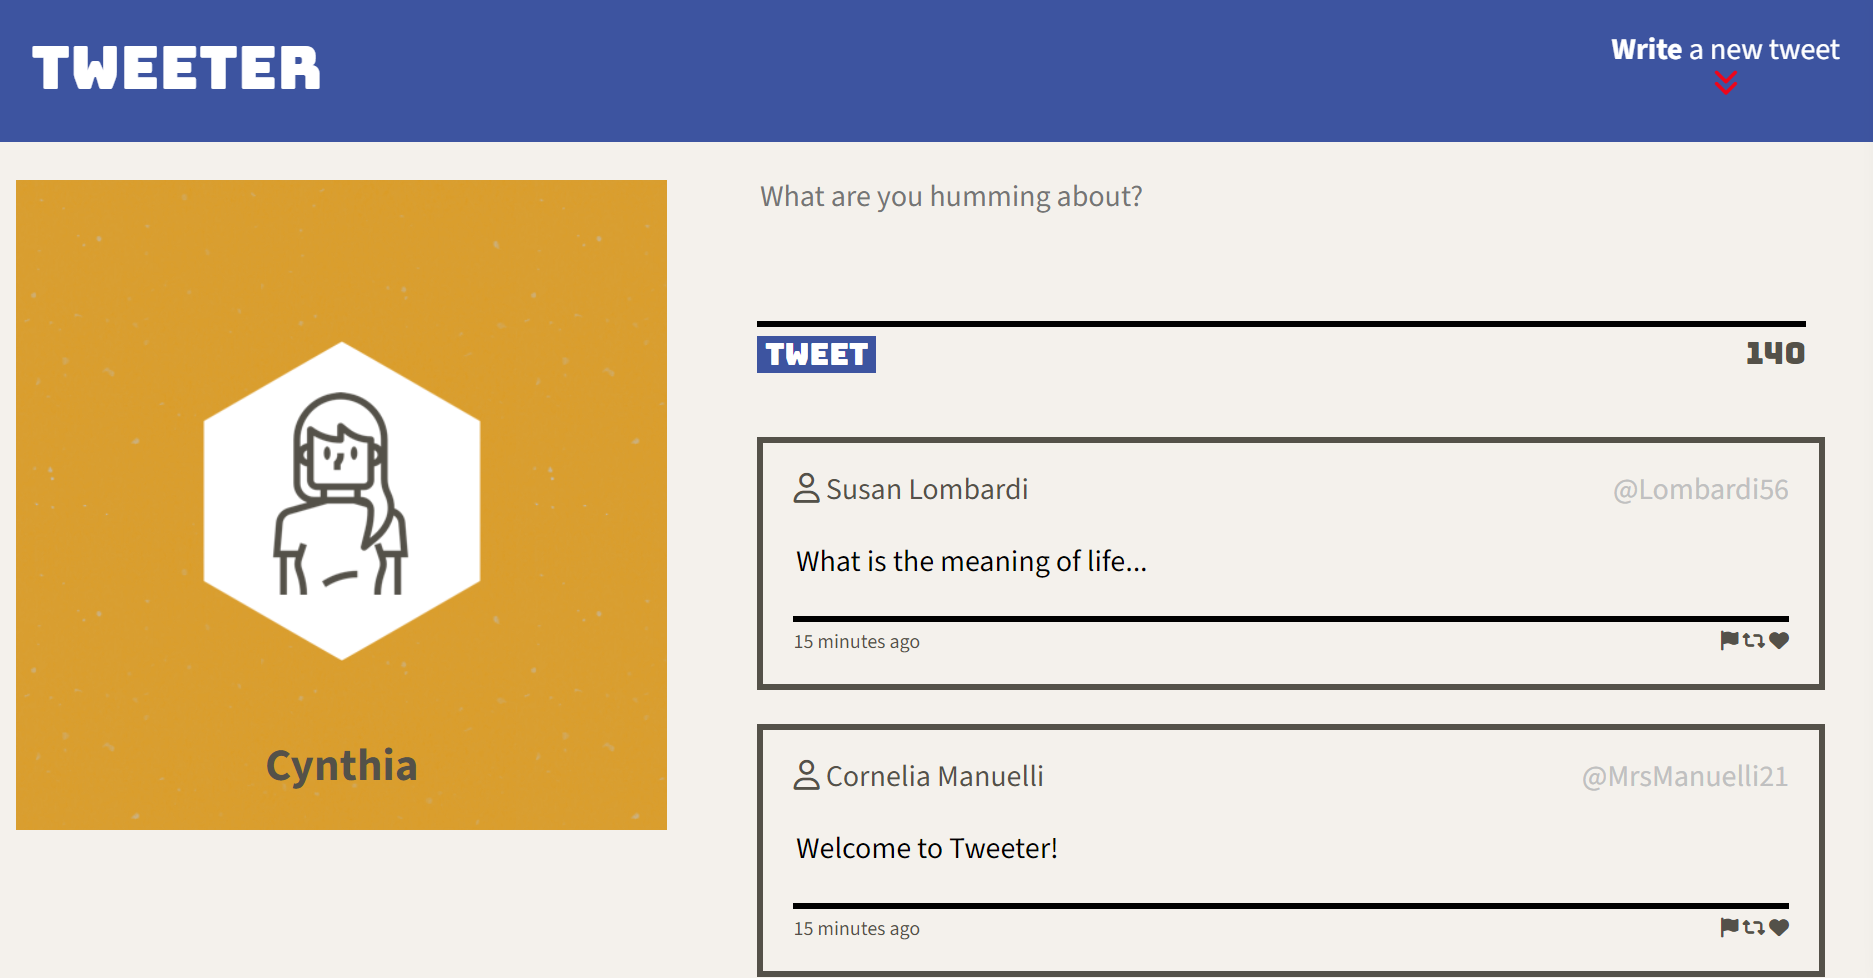 TWEETER
Write a new tweet
Cynthia
What are you humming about?
TWEET
140
Susan Lombardi
@Lombardi56
What is the meaning of life...
15 minutes ago
Cornelia Manuelli
@MrsManuelli21
Welcome to Tweeter!
15 minutes ago